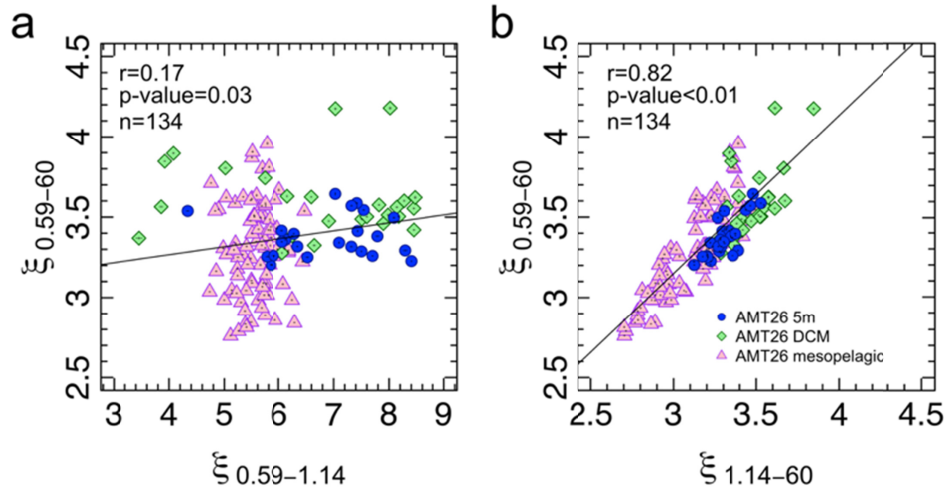 a
r=0.17
p-value=0.03
n=134
4.5
4
3.5
3
2.5
ξ 0.59−60
3 4 5 6 7 8 9
ξ 0.59−1.14
b
r=0.82
p-value<0.01
n=134
4.5
4
3.5
3
2.5
ξ 0.59−60
AMT26 5m
AMT26 DCM
AMT26 mesopelagic
2.5 3 3.5 4 4.5
ξ 1.14−60